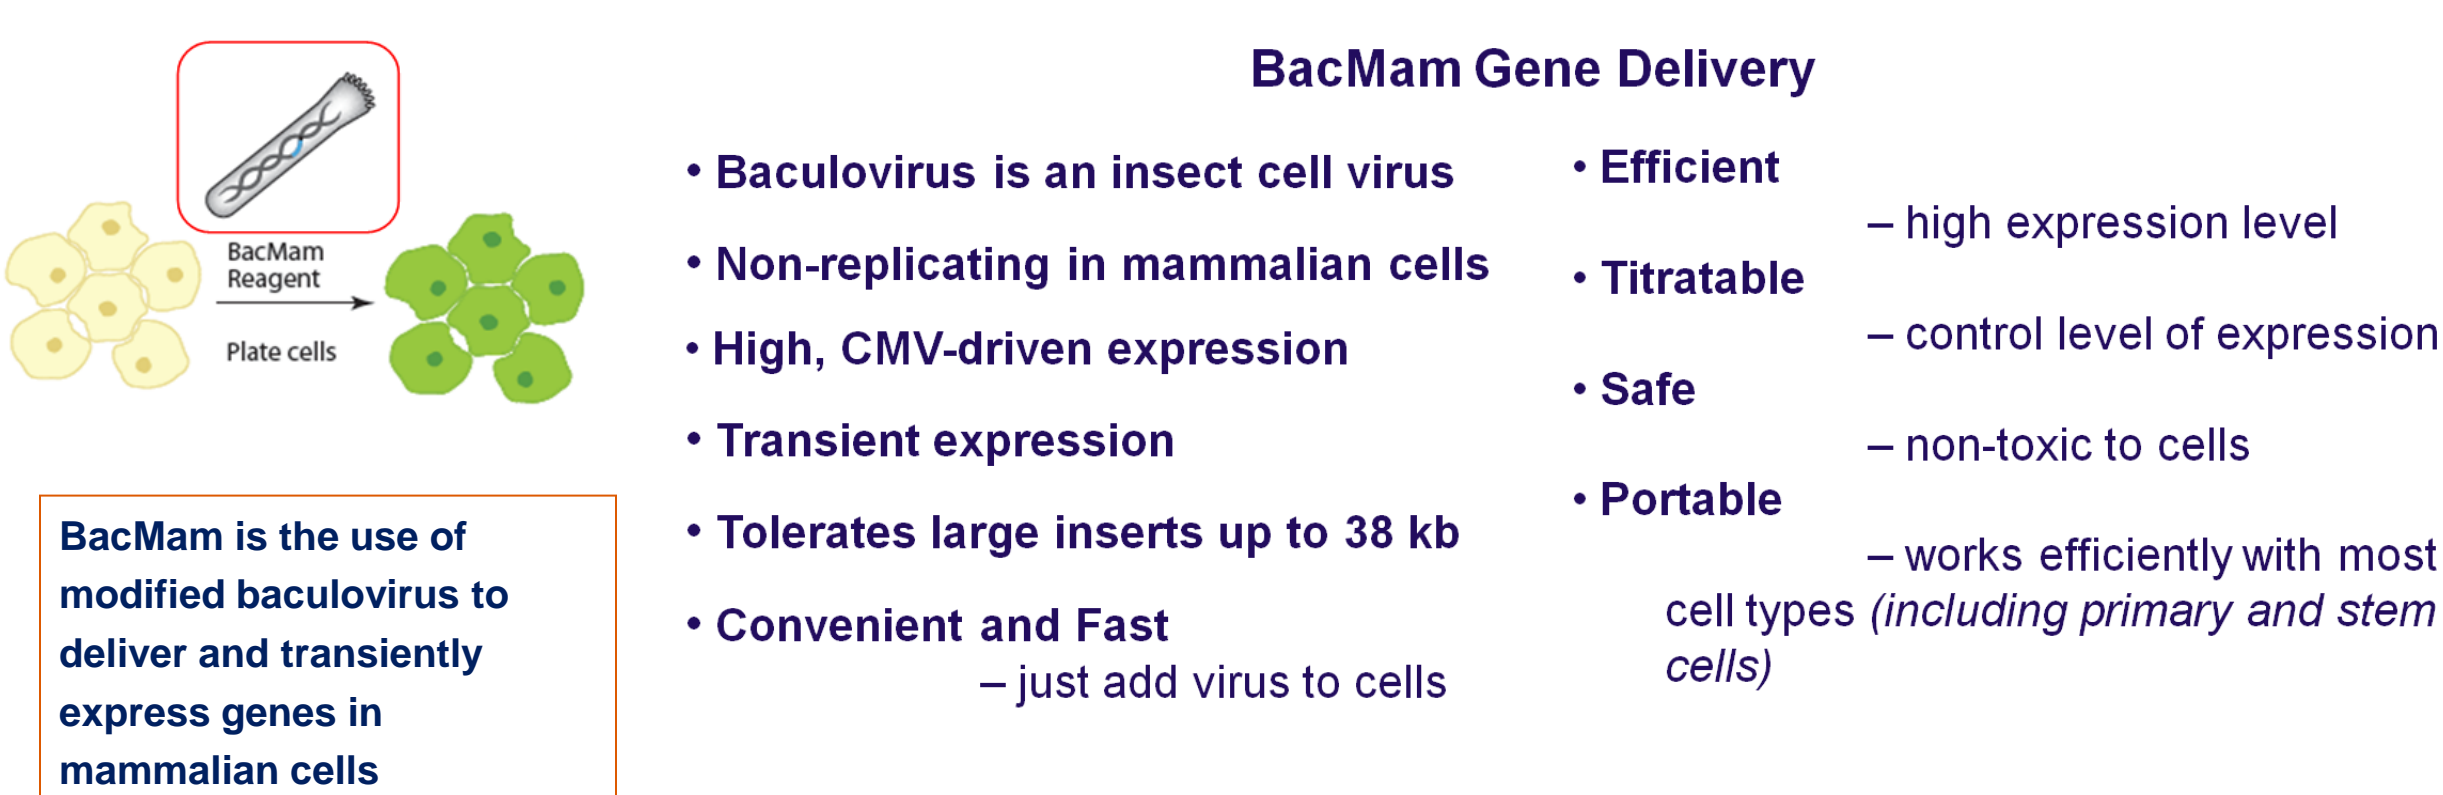 BacMam Gene Delivery
BacMam
Reagent
Plate cells
BacMam is the use of
modified baculovirus to
deliver and transiently
express genes in
mammalian cells
• Baculovirus is an insect cell virus
• Non-replicating in mammalian cells
• High, CMV-driven expression
• Transient expression
• Tolerates large inserts up to 38 kb
• Convenient and Fast
– just add virus to cells
• Efficient
– high expression level
• Titratable
– control level of expression
• Safe
– non-toxic to cells
• Portable
– works efficiently with most
cell types (including primary and stem
cells)